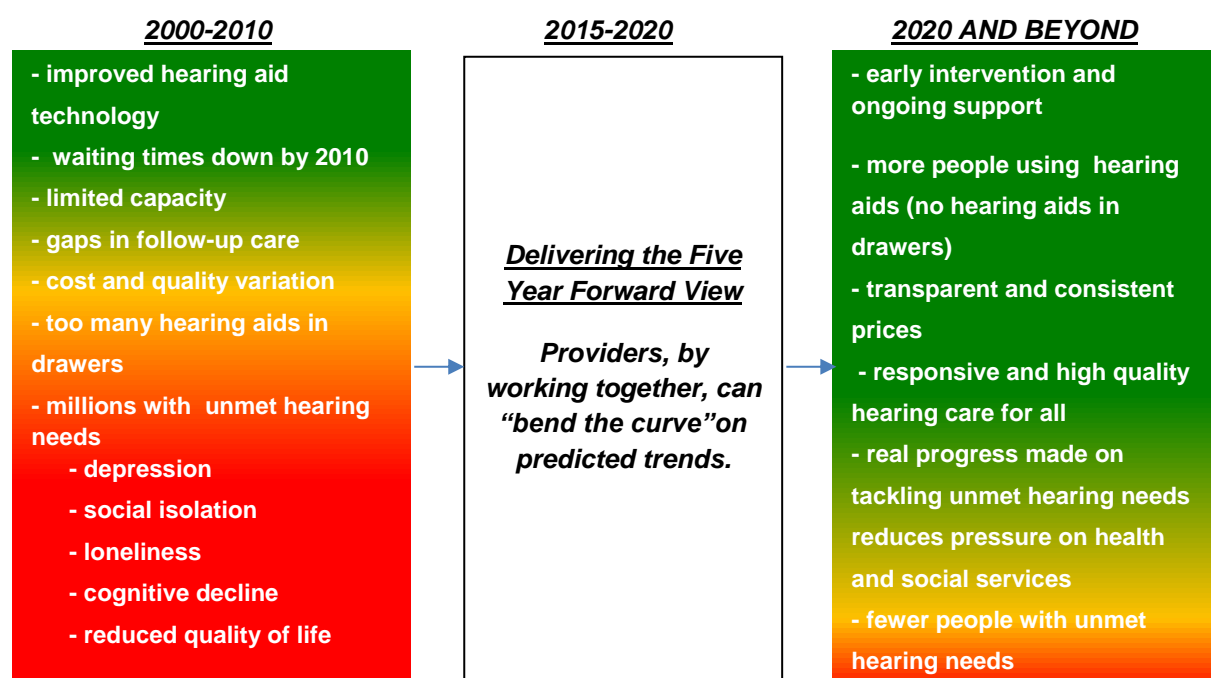 2000-2010
- improved hearing aid
technology
- waiting times down by 2010
- limited capacity
- gaps in follow-up care
- cost and quality variation
- too many hearing aids in
drawers
- millions with unmet hearing
needs
- depression
- social isolation
- loneliness
- cognitive decline
- reduced quality of life
2015-2020
Delivering the Five
Year Forward View
Providers, by
working together, can
“bend the curve”on
predicted trends.
2020 AND BEYOND
- early intervention and
ongoing support
- more people using hearing
aids (no hearing aids in
drawers)
- transparent and consistent
prices
- responsive and high quality
hearing care for all
- real progress made on
tackling unmet hearing needs
reduces pressure on health
and social services
- fewer people with unmet
hearing needs